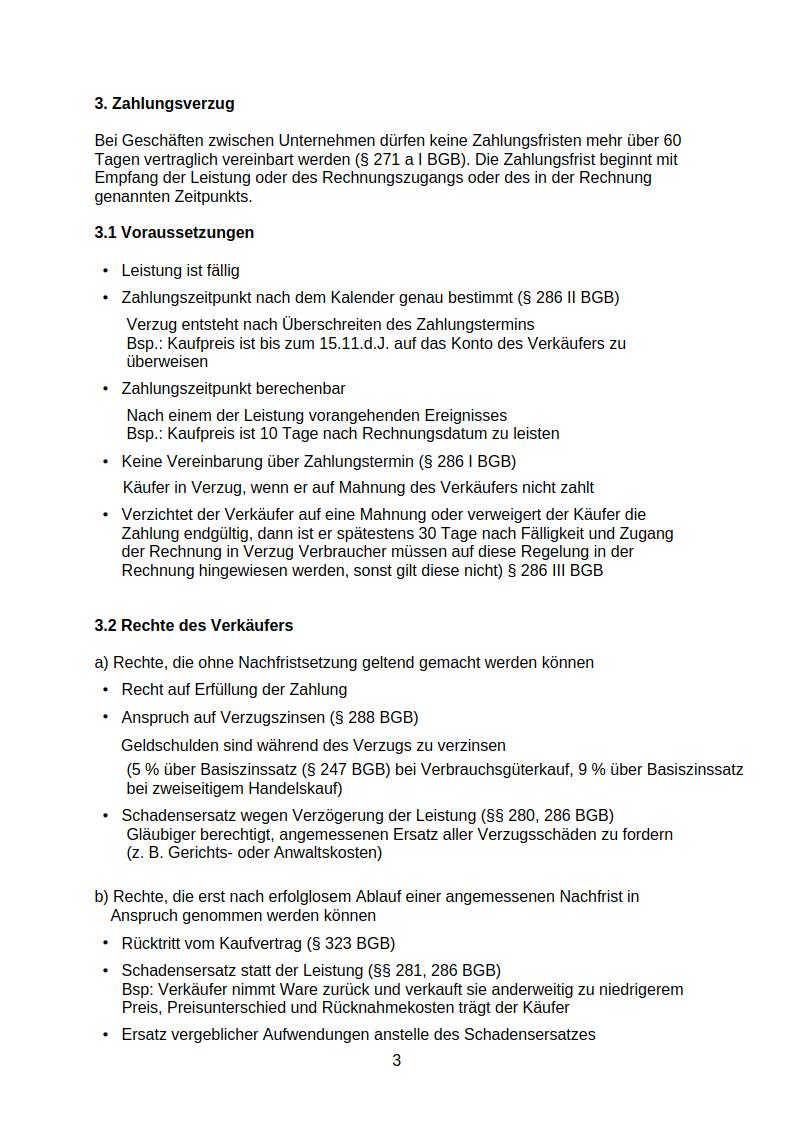 3. Zahlungsverzug
Bei Geschäften zwischen Unternehmen dürfen keine Zahlungsfristen mehr über 60
Tagen vertraglich vereinbart werden (§ 271 a I BGB). Die Zahlungsfrist beginnt mit
Empfang der Leistung oder des Rechnungszugangs oder des in der Rechnung
genannten Zeitpunkts.
3.1 Voraussetzungen
• Leistung ist fällig
• Zahlungszeitpunkt nach dem Kalender genau bestimmt (§ 286 II BGB)
Verzug entsteht nach Überschreiten des Zahlungstermins
Bsp.: Kaufpreis ist bis zum 15.11.d.J. auf das Konto des Verkäufers zu
überweisen
• Zahlungszeitpunkt berechenbar
Nach einem der Leistung vorangehenden Ereignisses
Bsp.: Kaufpreis ist 10 Tage nach Rechnungsdatum zu leisten
• Keine Vereinbarung über Zahlungstermin (§ 286 I BGB)
Käufer in Verzug, wenn er auf Mahnung des Verkäufers nicht zahlt
• Verzichtet der Verkäufer auf eine Mahnung oder verweigert der Käufer die
Zahlung endgültig, dann ist er spätestens 30 Tage nach Fälligkeit und Zugang
der Rechnung in Verzug Verbraucher müssen auf diese Regelung in der
Rechnung hingewiesen werden, sonst gilt diese nicht) § 286 III BGB
3.2 Rechte des Verkäufers
a) Rechte, die ohne Nachfristsetzung geltend gemacht werden können
• Recht auf Erfüllung der Zahlung
• Anspruch auf Verzugszinsen (§ 288 BGB)
Geldschulden sind während des Verzugs zu verzinsen
(5 % über Basiszinssatz (§ 247 BGB) bei Verbrauchsgüterkauf, 9 % über Basiszinssatz
bei zweiseitigem Handelskauf)
• Schadensersatz wegen Verzögerung der Leistung (§§ 280, 286 BGB)
Gläubiger berechtigt, angemessenen Ersatz aller Verzugsschäden zu fordern
(z. B. Gerichts- oder Anwaltskosten)
b) Rechte, die erst nach erfolglosem Ablauf einer angemessenen Nachfrist in
Anspruch genommen werden können
• Rücktritt vom Kaufvertrag (§ 323 BGB)
• Schadensersatz statt der Leistung (§§ 281, 286 BGB)
Bsp: Verkäufer nimmt Ware zurück und verkauft sie anderweitig zu niedrigerem
Preis, Preisunterschied und Rücknahmekosten trägt der Käufer
• Ersatz vergeblicher Aufwendungen anstelle des Schadensersatzes
3